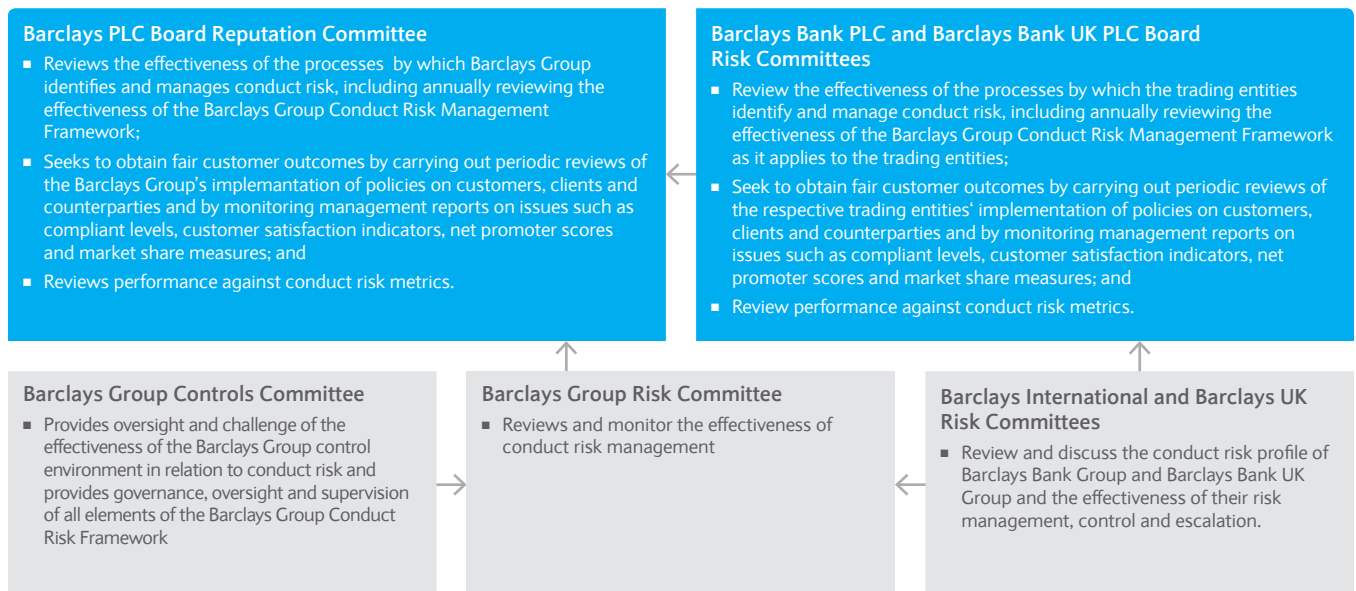 Barclays PLC Board Reputation Committee
■ Reviews the effectiveness of the processes by which Barclays Group
identifies and manages conduct risk, including annually reviewing the
effectiveness of the Barclays Group Conduct Risk Management
Framework;
■ Seeks to obtain fair customer outcomes by carrying out periodic reviews of
the Barclays Group's implemantation of policies on customers, clients and
counterparties and by monitoring management reports on issues such as
compliant levels, customer satisfaction indicators, net promoter scores
and market share measures; and
■ Reviews performance against conduct risk metrics.
Barclays Bank PLC and Barclays Bank UK PLC Board
Risk Committees
■ Review the effectiveness of the processes by which the trading entities
identify and manage conduct risk, including annually reviewing the
effectiveness of the Barclays Group Conduct Risk Management Framework
as it applies to the trading entities;
■ Seek to obtain fair customer outcomes by carrying out periodic reviews of
the respective trading entities‘ implementation of policies on customers,
clients and counterparties and by monitoring management reports on
issues such as compliant levels, customer satisfaction indicators, net
promoter scores and market share measures; and
■ Review performance against conduct risk metrics.
Barclays Group Controls Committee
■ Provides oversight and challenge of the
effectiveness of the Barclays Group control
environment in relation to conduct risk and
provides governance, oversight and supervision
of all elements of the Barclays Group Conduct
Risk Framework
Barclays Group Risk Committee
■ Reviews and monitor the effectiveness of
conduct risk management
Barclays International and Barclays UK
Risk Committees
■ Review and discuss the conduct risk profile of
Barclays Bank Group and Barclays Bank UK
Group and the effectiveness of their risk
management, control and escalation.